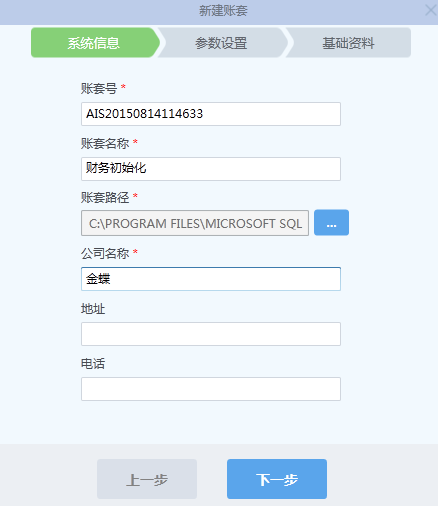 新建账套
系统信息 参数设置 基础资料
账套号 *
AIS20150814114633
账套名称 *
财务初始化
账套路径 *
C:\PROGRAM FILES\MICROSOFT SQL ...
公司名称 *
金蝶
地址
电话
上一步 下一步